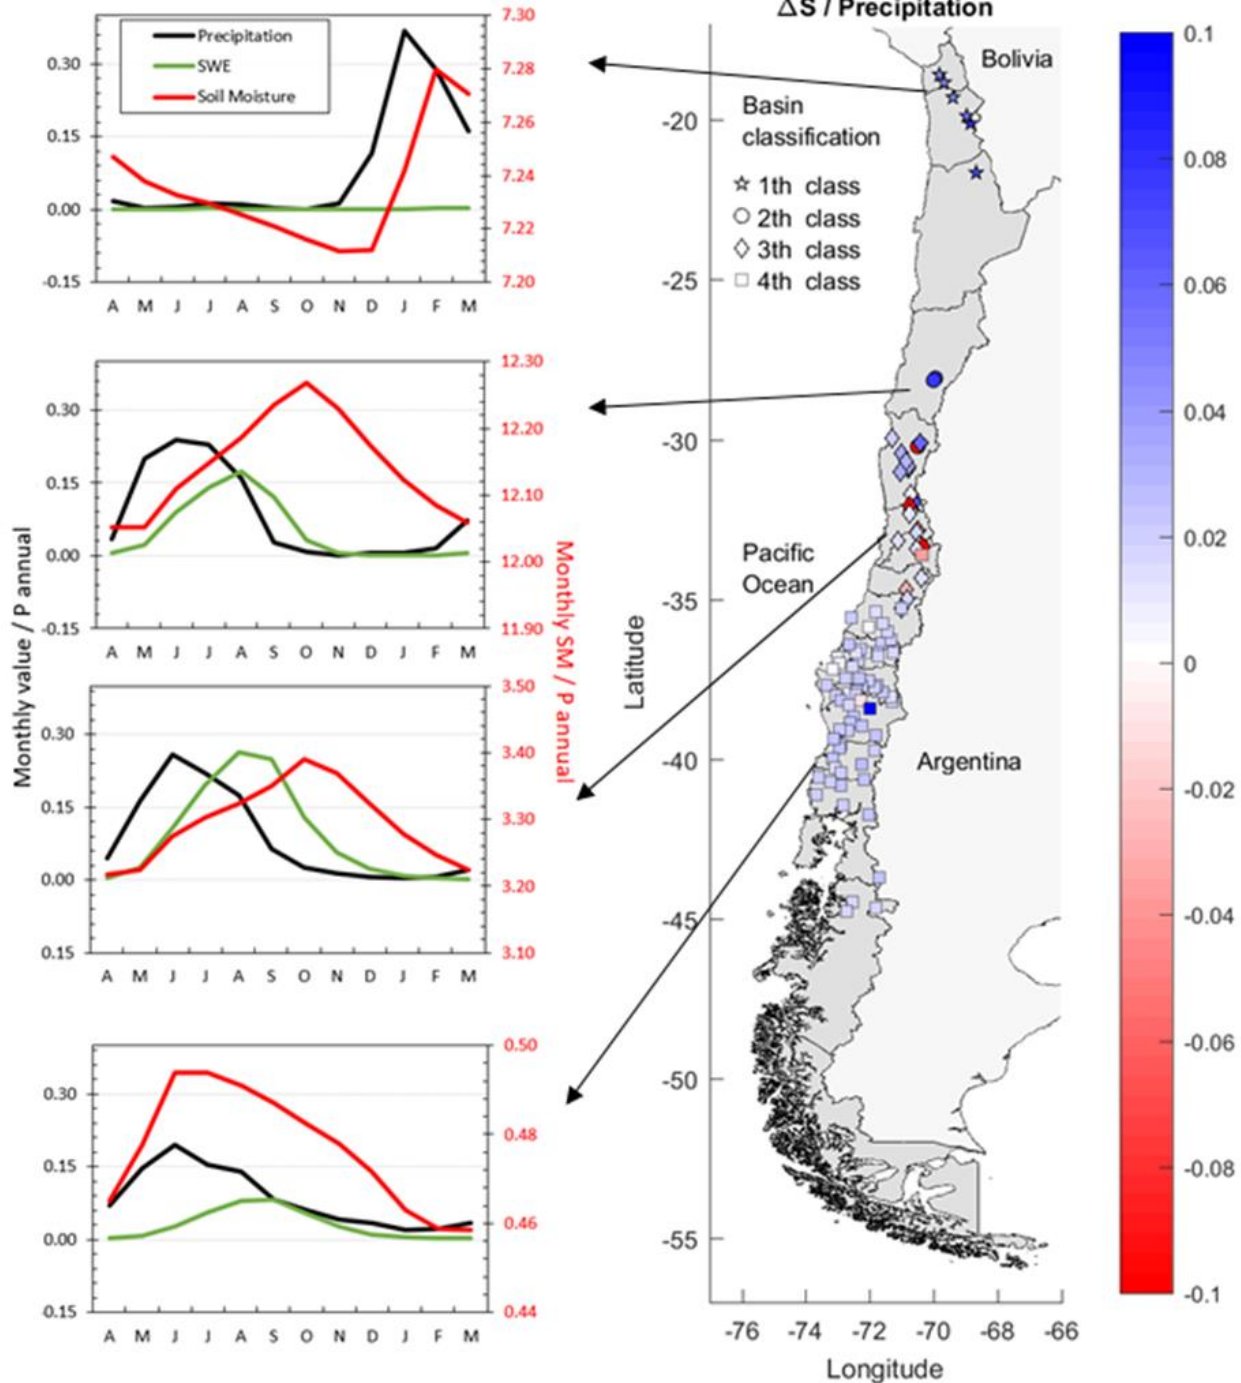 ΔS / Precipitation
Precipitation
SWE
Soil Moisture
0.30
0.15
0.00
-0.15
7.30
7.28
7.26
7.24
7.22
7.20
A M J J A S O N D J F M
0.30
0.15
0.00
-0.15
12.30
12.20
12.10
12.00
11.90
A M J J A S O N D J F M
0.30
0.15
0.00
0.15
3.50
3.40
3.30
3.20
3.10
A M J J A S O N D J F M
0.30
0.15
0.00
-0.15
0.50
0.48
0.46
0.44
A M J J A S O N D J F M
Monthly value / P annual
Monthly SM / P annual
Bolivia
Basin
classification
1th class
2th class
3th class
4th class
Pacific
Ocean
Argentina
Latitude
-20
-25
-30
-35
-40
-45
-50
-55
-76 -74 -72 -70 -68 -66
Longitude
0.1
0.08
0.06
0.04
0.02
0
-0.02
-0.04
-0.06
-0.08
-0.1